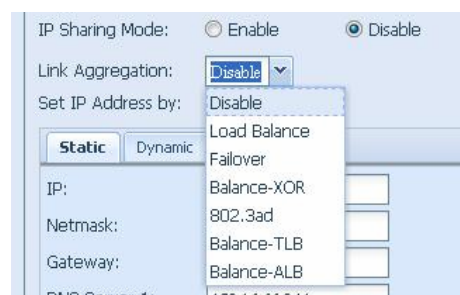 IP Sharing Mode: Enable Disable
Link Aggregation: Disable
Set IP Address by: Disable
Load Balance
Static Dynamic Failover
IP: Balance-XOR
Netmask: 802.3ad
Balance-TLB
Gateway: Balance-ALB